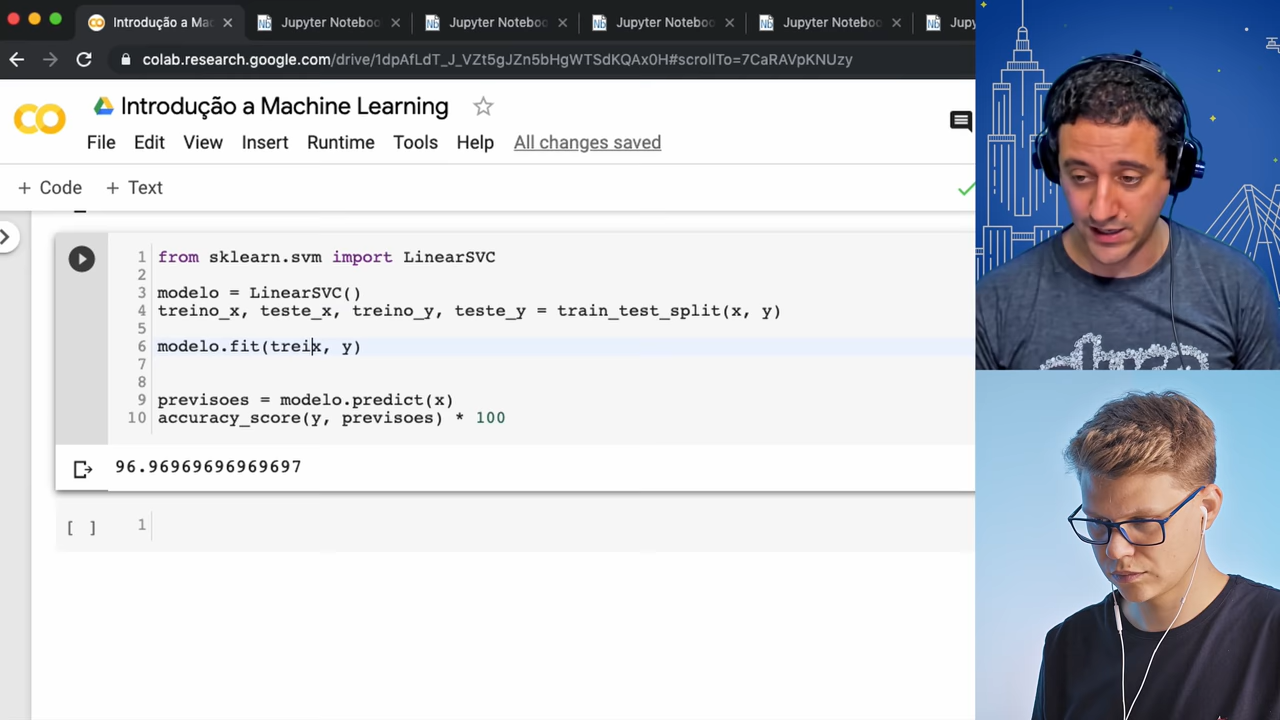 Introdução a Mac
Jupyter Noteboo
Jupyter Noteboo
Jupyter Noteboo
Jupyter Noteboo
Jupy
colab.research.google.com/drive/1dpAfLdT_J_VZt5gJZn5bHgWTSdKQAx0H#scrollTo=7CaRAVpKNUzy
CO
Introdução a Machine Learning
File Edit View Insert Runtime Tools Help All changes saved
+ Code + Text
1 from sklearn.svm import LinearSVC
2
3 modelo = LinearSVC()
4 treino_x, teste_x, treino_y, teste_y = train_test_split(x, y)
5
6 modelo.fit(treix, y)
7
8
9 previsoes = modelo.predict(x)
10 accuracy_score(y, previsoes) * 100
96.96969696969697
[ ] 1